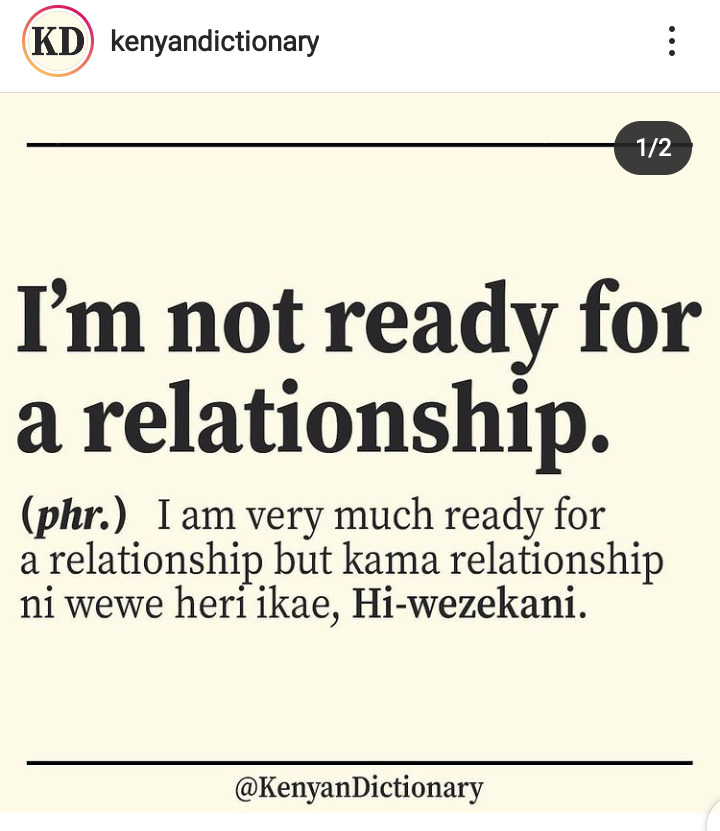 KD kenyandictionary
1/2
I’m not ready for
a relationship.
(phr.) I am very much ready for
a relationship but kama relationship
ni wewe heri ikae, Hi-wezekani.
@KenyanDictionary